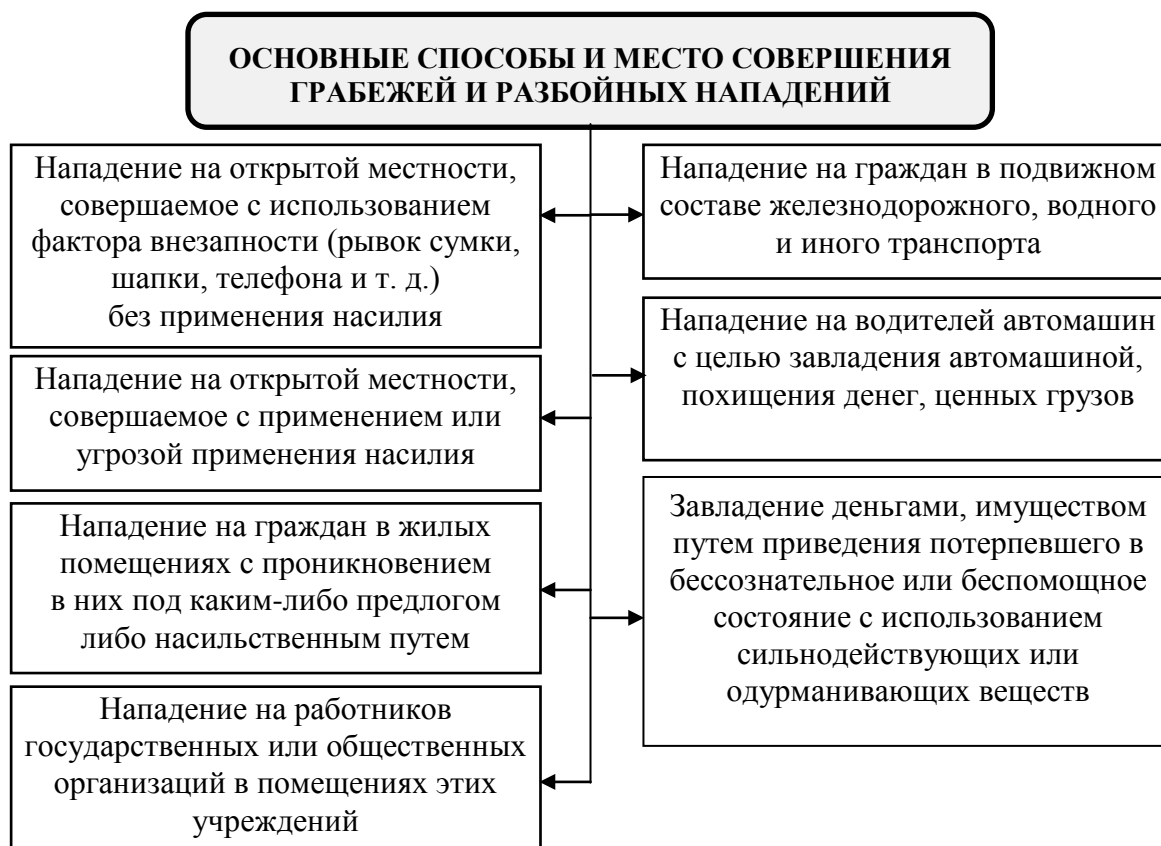 ОСНОВНЫЕ СПОСОБЫ И МЕСТО СОВЕРШЕНИЯ
ГРАБЕЖЕЙ И РАЗБОЙНЫХ НАПАДЕНИЙ
Нападение на открытой местности,
совершаемое с использованием
фактора внезапности (рывок сумки,
шапки, телефона и т. д.)
без применения насилия
Нападение на открытой местности,
совершаемое с применением или
угрозой применения насилия
Нападение на граждан в жилых
помещениях с проникновением
в них под каким-либо предлогом
либо насильственным путем
Нападение на работников
государственных или общественных
организаций в помещениях этих
учреждений
Нападение на граждан в подвижном
составе железнодорожного, водного
и иного транспорта
Нападение на водителей автомашин
с целью завладения автомашиной,
похищения денег, ценных грузов
Завладение деньгами, имуществом
путем приведения потерпевшего в
бессознательное или беспомощное
состояние с использованием
сильнодействующих или
одурманивающих веществ